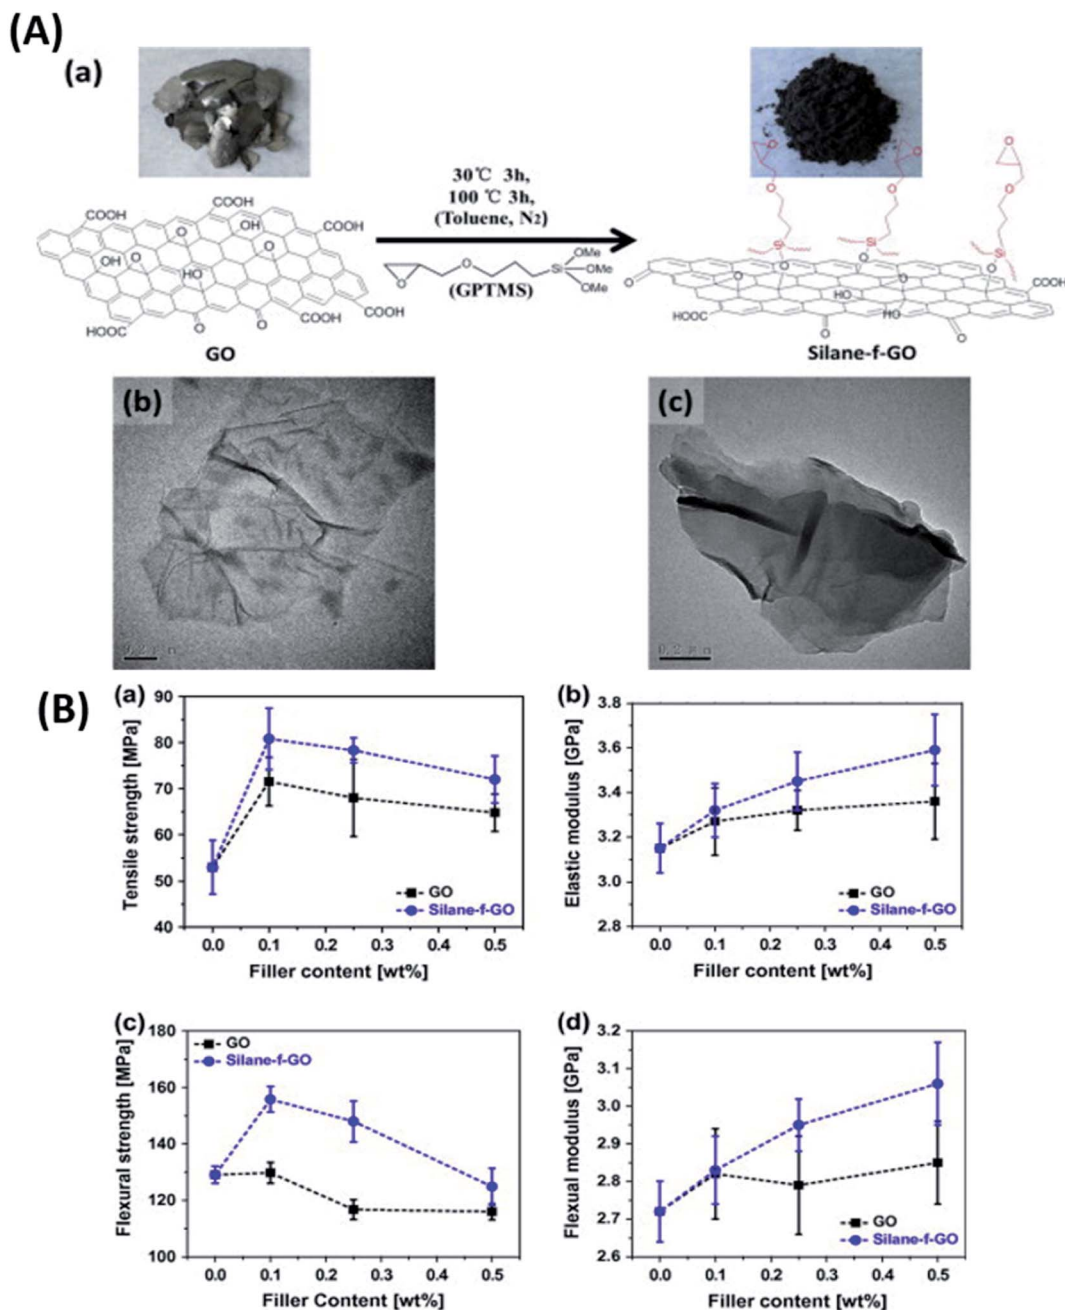 (A)
(a)
30℃ 3h,
100 ℃ 3h,
(Toluene, N2)
COOH
COOH
COOH
OH
O
O
OH
O
O
HO
HOOC
O
O
COOH
COOH
GO
O
O
Si
OMe
OMe
OMe
(GPTMS)
O
O
O
O
O
O
Si
Si
Si
O
O
O
O
COOH
HO
HO
HOOC
O
O
Silane-f-GO
(b)
(c)
(B)
(a)
Tensile strength [MPa]
90
80
70
60
50
40
GO
Silane-f-GO
0.0 0.1 0.2 0.3 0.4 0.5
Filler content [wt%]
(b)
Elastic modulus [GPa]
3.8
3.6
3.4
3.2
3.0
2.8
GO
Silane-f-GO
0.0 0.1 0.2 0.3 0.4 0.5
Filler content [wt%]
(c)
Flexural strength [MPa]
180
160
140
120
100
GO
Silane-f-GO
0.0 0.1 0.2 0.3 0.4 0.5
Filler Content [wt%]
(d)
Flexual modulus [GPa]
3.2
3.1
3.0
2.9
2.8
2.7
2.6
GO
Silane-f-GO
0.0 0.1 0.2 0.3 0.4 0.5
Filler content [wt%]